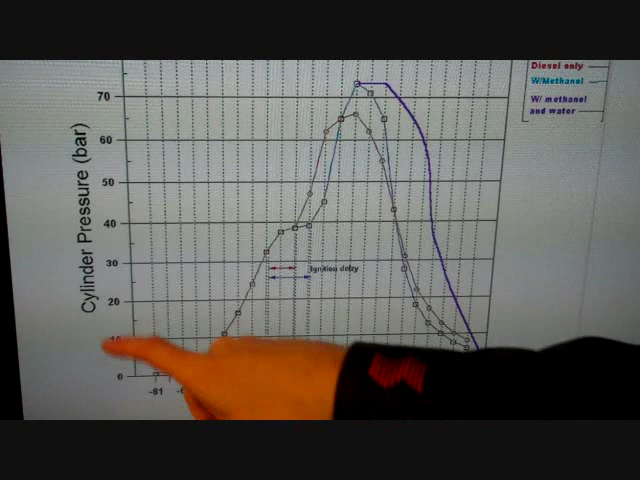 Diesel only
W/Methanol
W/ methanol
and water
70
60
50
40
30
20
10
0
Cylinder Pressure (bar)
Ignition delay
-81